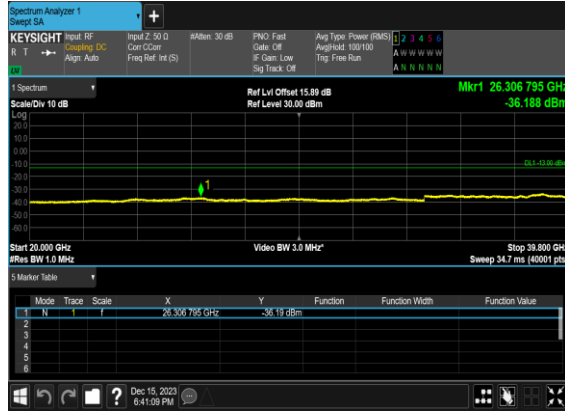 Spectrum Analyzer 1
Swept SA
+
KEYSIGHT Input: RF Input Z: 50 Ω #Atten: 30 dB PNO: Fast Avg Type: Power (RMS) 1 2 3 4 5 6
R T Coupling: DC Corr CCorr Gate: Off Avg|Hold: 100/100 A W W W W W
Align: Auto Freq Ref: Int (S) IF Gain: Low Trig: Free Run
Sig Track: Off A N N N N N
1 Spectrum Ref Lvl Offset 15.89 dB Mkr1 26.306 795 GHz
Scale/Div 10 dB Ref Level 30.00 dBm -36.188 dBm
Log
20.0
10.0
0.00
-10.0
DL1 -13.00 dBm
-20.0
1
-30.0
-40.0
-50.0
-60.0
Start 20.000 GHz Video BW 3.0 MHz* Stop 39.800 GHz
#Res BW 1.0 MHz Sweep 34.7 ms (40001 pts)
5 Marker Table
Mode Trace Scale X Y Function Function Width Function Value
1 N 1 f 26.306 795 GHz -36.19 dBm
2
3
4
5
6
? Dec 15, 2023
6:41:09 PM